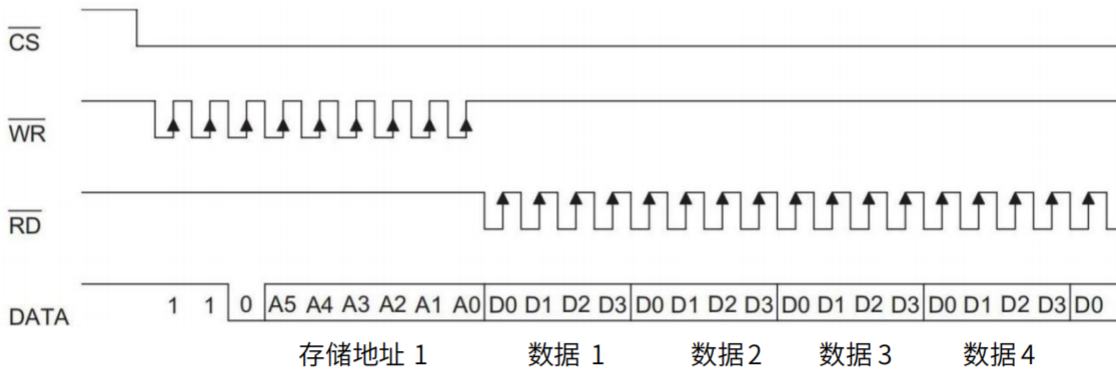 CS
WR
RD
DATA 1 1 0 A5 A4 A3 A2 A1 A0 D0 D1 D2 D3 D0 D1 D2 D3 D0 D1 D2 D3 D0 D1 D2 D3 D0
存储地址 1 数据 1 数据2 数据3 数据4